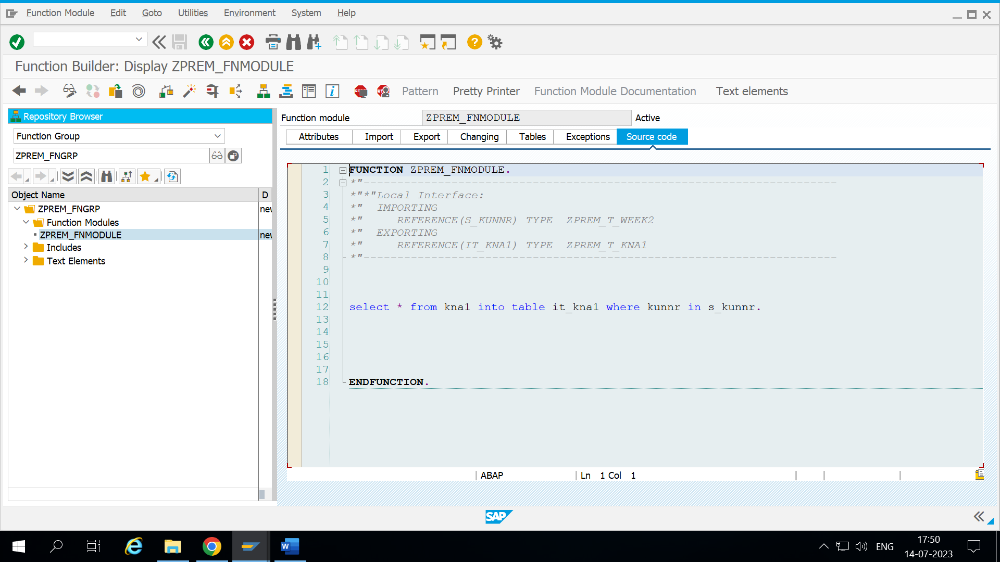 Function Module Edit Goto Utilities Environment System Help
Function Builder: Display ZPREM_FNMODULE
Pattern Pretty Printer Function Module Documentation Text elements
Repository Browser
Function Group
ZPREM_FNGRP
Object Name D
ZPREM_FNGRP nev
Function Modules
ZPREM_FNMODULE nev
Includes
Text Elements
Function module ZPREM_FNMODULE Active
Attributes Import Export Changing Tables Exceptions Source code
1 FUNCTION ZPREM_FNMODULE.
2 *"----------------------------------------------------------------------
3 *"*"Local Interface:
4 *" IMPORTING
5 *" REFERENCE(S_KUNNR) TYPE ZPREM_T_WEEK2
6 *" EXPORTING
7 *" REFERENCE(IT_KNA1) TYPE ZPREM_T_KNA1
8 *"----------------------------------------------------------------------
9
10
11
12 select * from kna1 into table it_kna1 where kunnr in s_kunnr.
13
14
15
16
17
18 ENDFUNCTION.
ABAP Ln 1 Col 1
SAP
ENG
17:50
14-07-2023